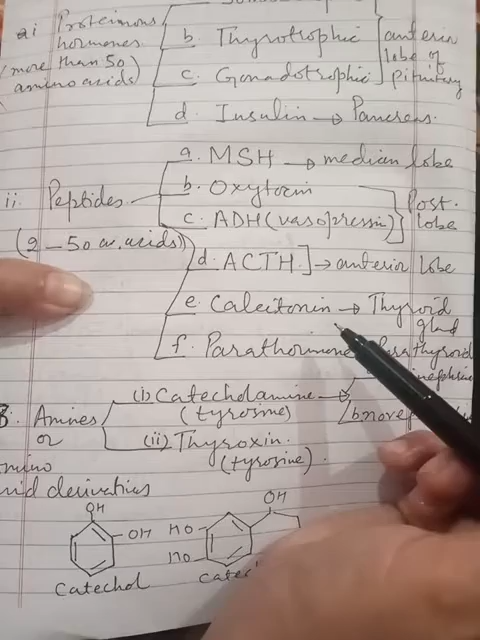 ai Proteinous
hormones
(more than 50)
amino acids)
b. Thyrotrophic
c. Gonadotrophic
anterior
lobe of
pituitary
d. Insulin → Pancreas.
ii. Peptides
(2-50 a. acids)
a. MSH → median lobe
b. Oxytocin
c. ADH (vasopressin)
Post.
lobe
d. ACTH] → anterior lobe
e. Calcitonin → Thyroid
gland
f. Parathormone
Parathyroid
B. Amines
or
amino
acid derivatives
(i) Catecholamine →
(tyrosine)
(ii) Thyroxin.
(tyrosine).
OH
OH
Catechol
OH
HO
HO